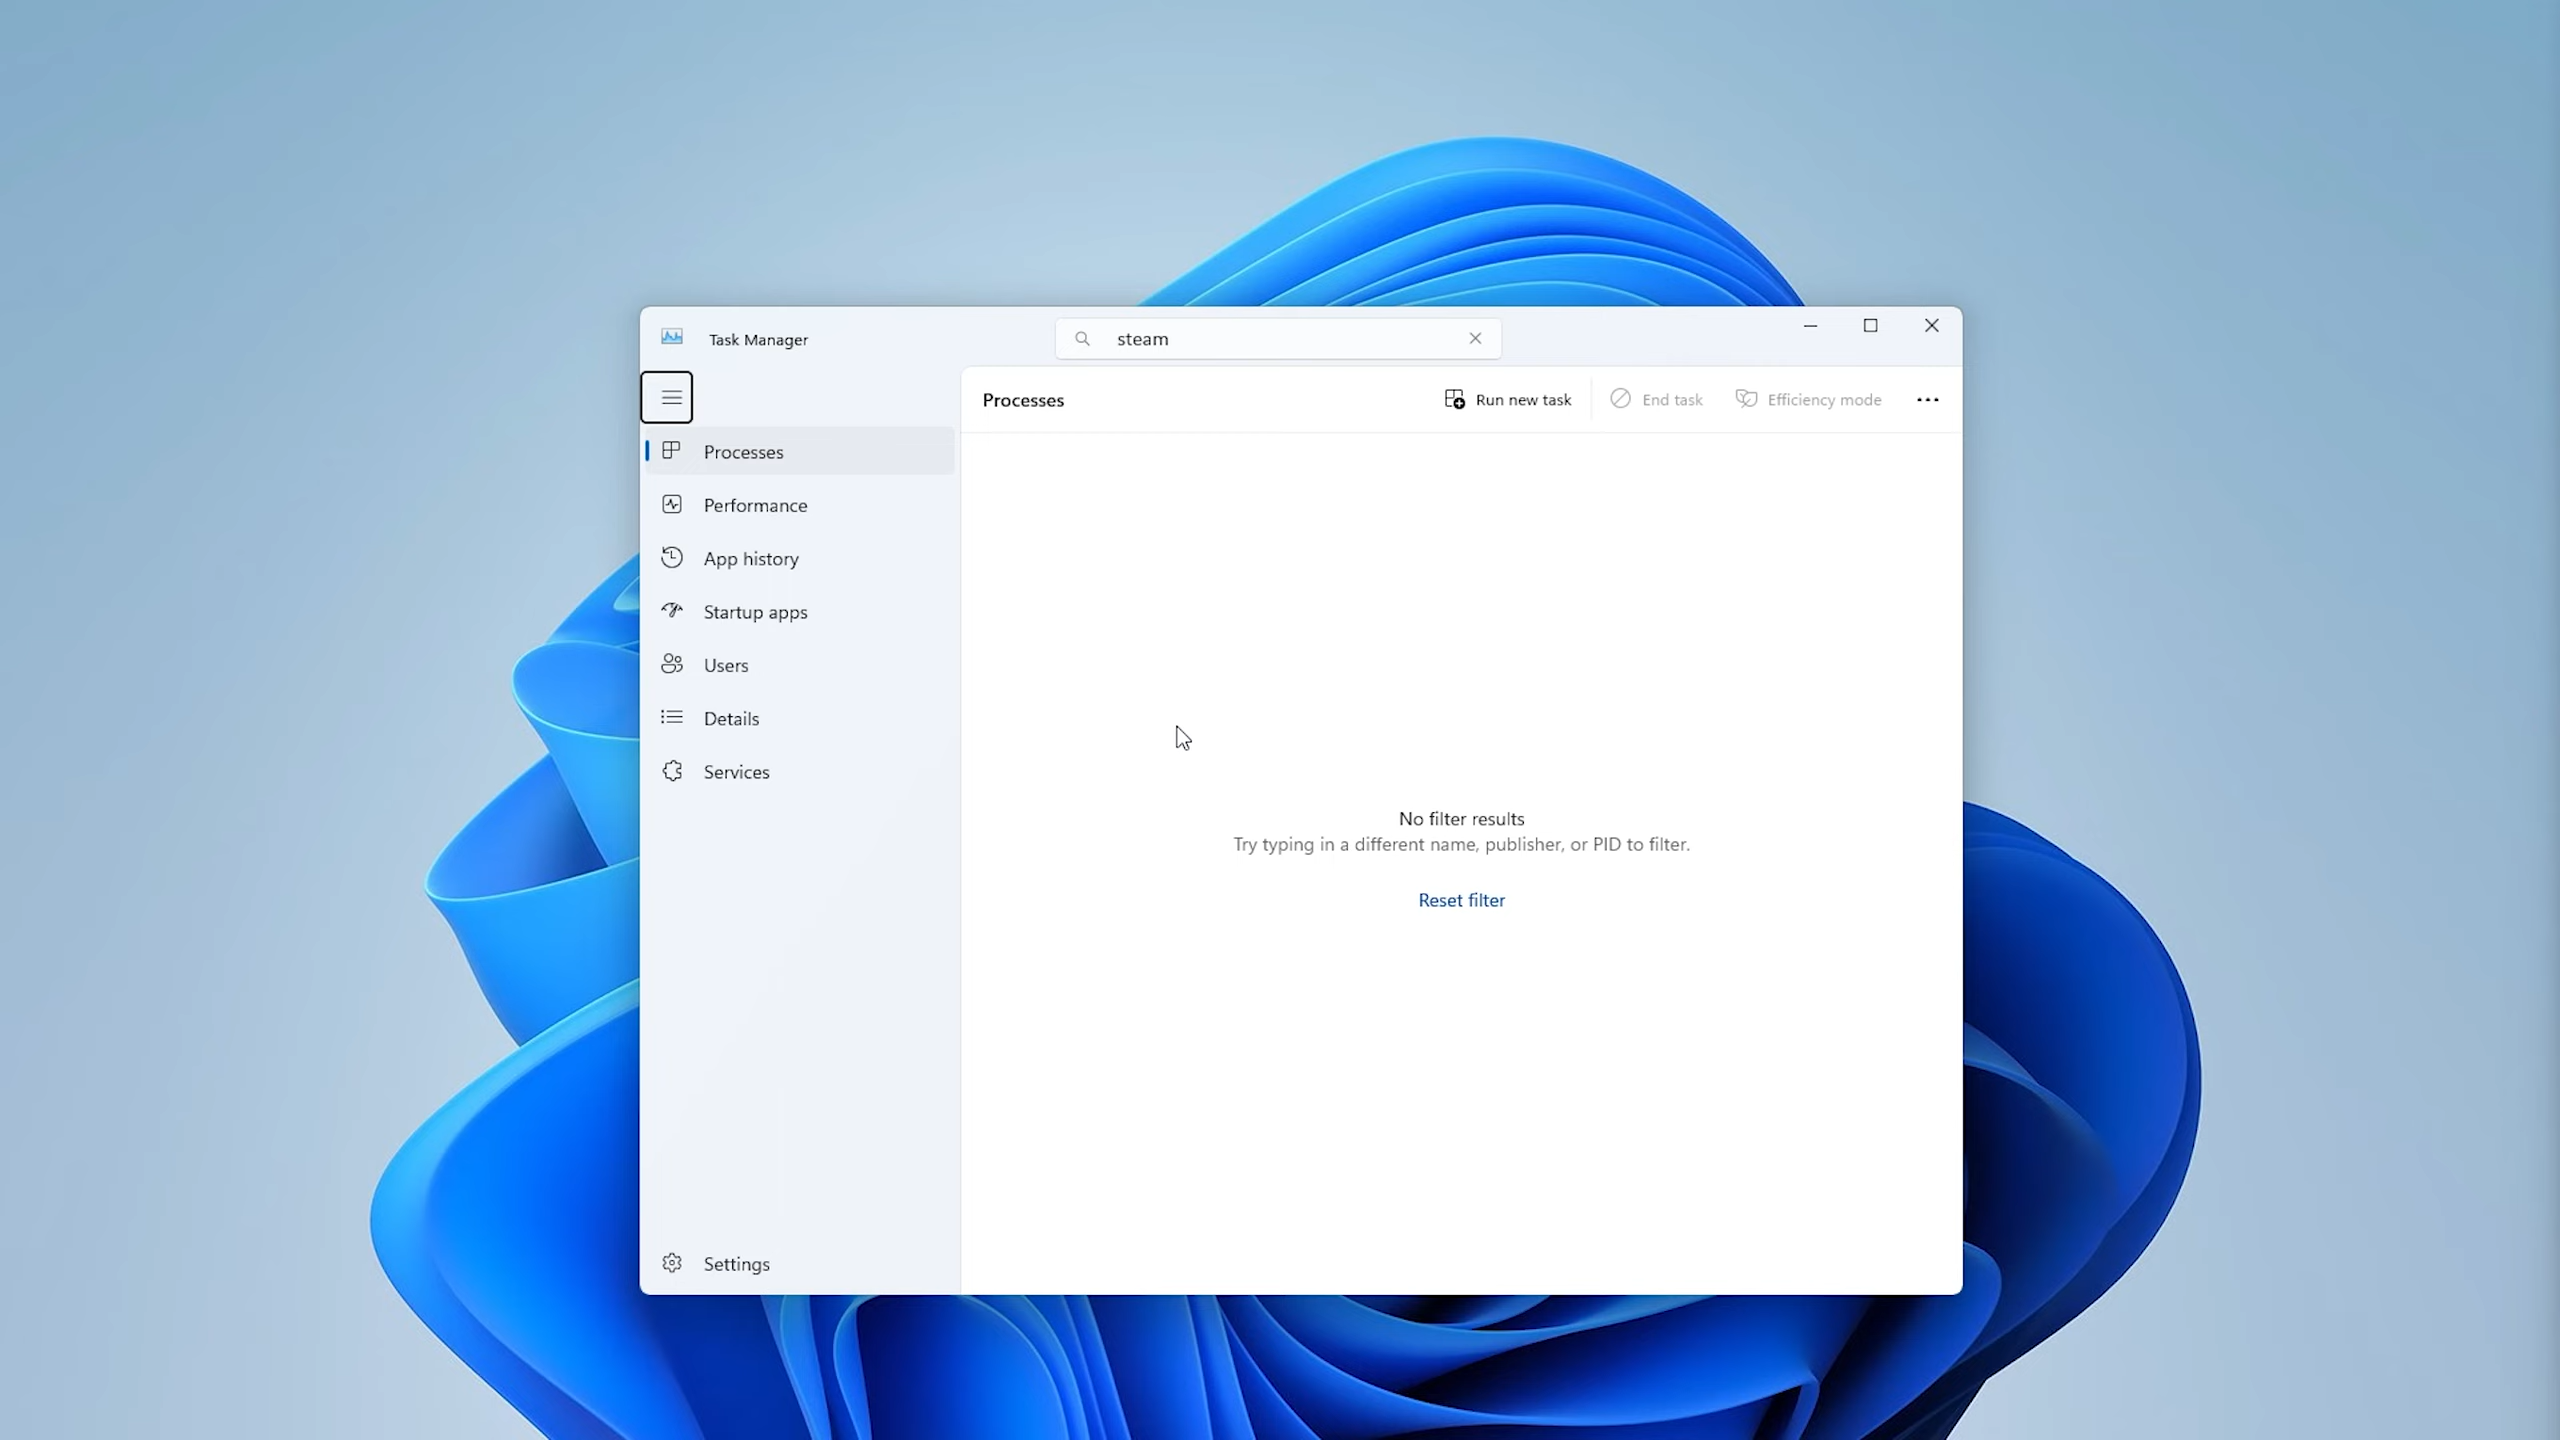 Task Manager
steam
Processes
Run new task
End task
Efficiency mode
Processes
Performance
App history
Startup apps
Users
Details
Services
Settings
No filter results
Try typing in a different name, publisher, or PID to filter.
Reset filter